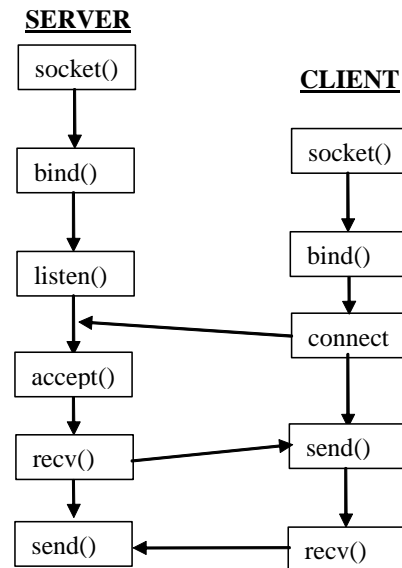 SERVER
socket()
bind()
listen()
accept()
recv()
send()
CLIENT
socket()
bind()
connect
send()
recv()